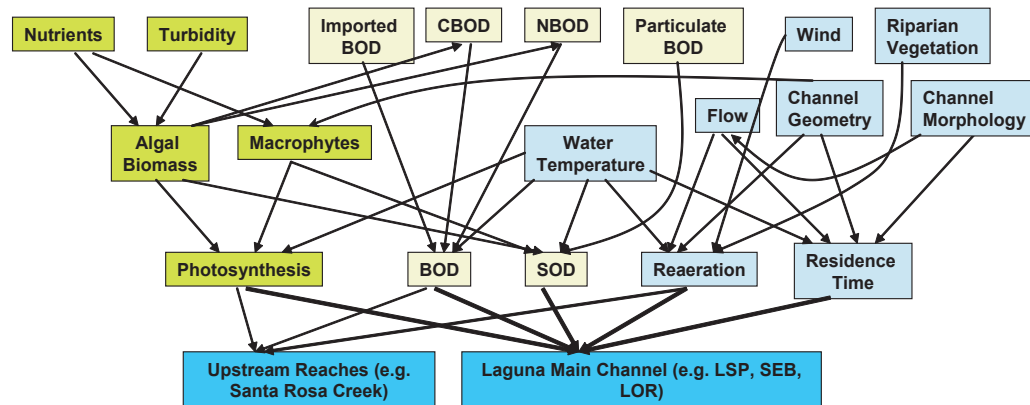 Nutrients
Turbidity
Imported
BOD
CBOD
NBOD
Particulate
BOD
Wind
Riparian
Vegetation
Algal
Biomass
Macrophytes
Water
Temperature
Flow
Channel
Geometry
Channel
Morphology
Photosynthesis
BOD
SOD
Reaeration
Residence
Time
Upstream Reaches (e.g.
Santa Rosa Creek)
Laguna Main Channel (e.g. LSP, SEB,
LOR)